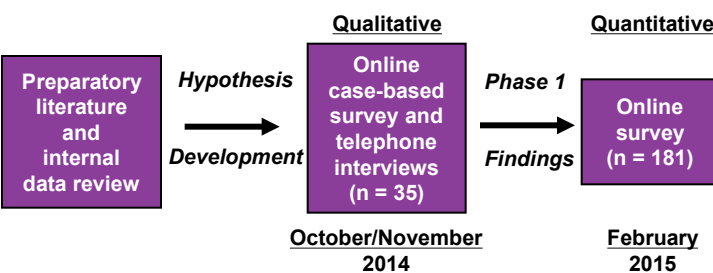 Qualitative
Quantitative
Preparatory
literature
and
internal
data review
Hypothesis
Development
Online
case-based
survey and
telephone
interviews
(n = 35)
Phase 1
Findings
Online
survey
(n = 181)
October/November
2014
February
2015